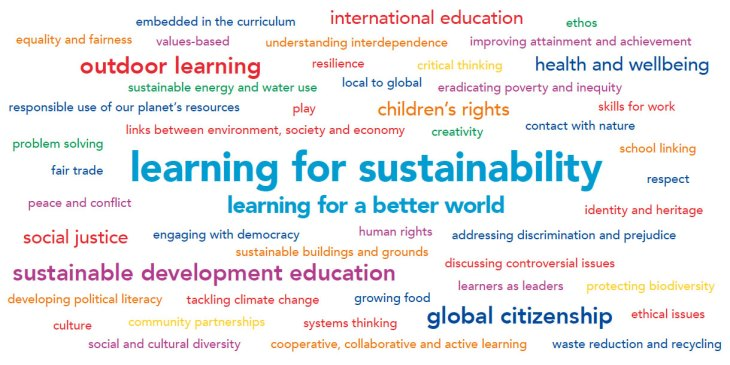 embedded in the curriculum international education ethos
equality and fairness values-based understanding interdependence improving attainment and achievement
outdoor learning resilience critical thinking health and wellbeing
sustainable energy and water use local to global eradicating poverty and inequity
responsible use of our planet's resources play children's rights skills for work
links between environment, society and economy creativity contact with nature
problem solving learning for sustainability school linking
fair trade respect
peace and conflict learning for a better world identity and heritage
social justice engaging with democracy human rights addressing discrimination and prejudice
sustainable buildings and grounds discussing controversial issues
sustainable development education learners as leaders protecting biodiversity
developing political literacy tackling climate change growing food global citizenship ethical issues
culture community partnerships systems thinking
social and cultural diversity cooperative, collaborative and active learning waste reduction and recycling